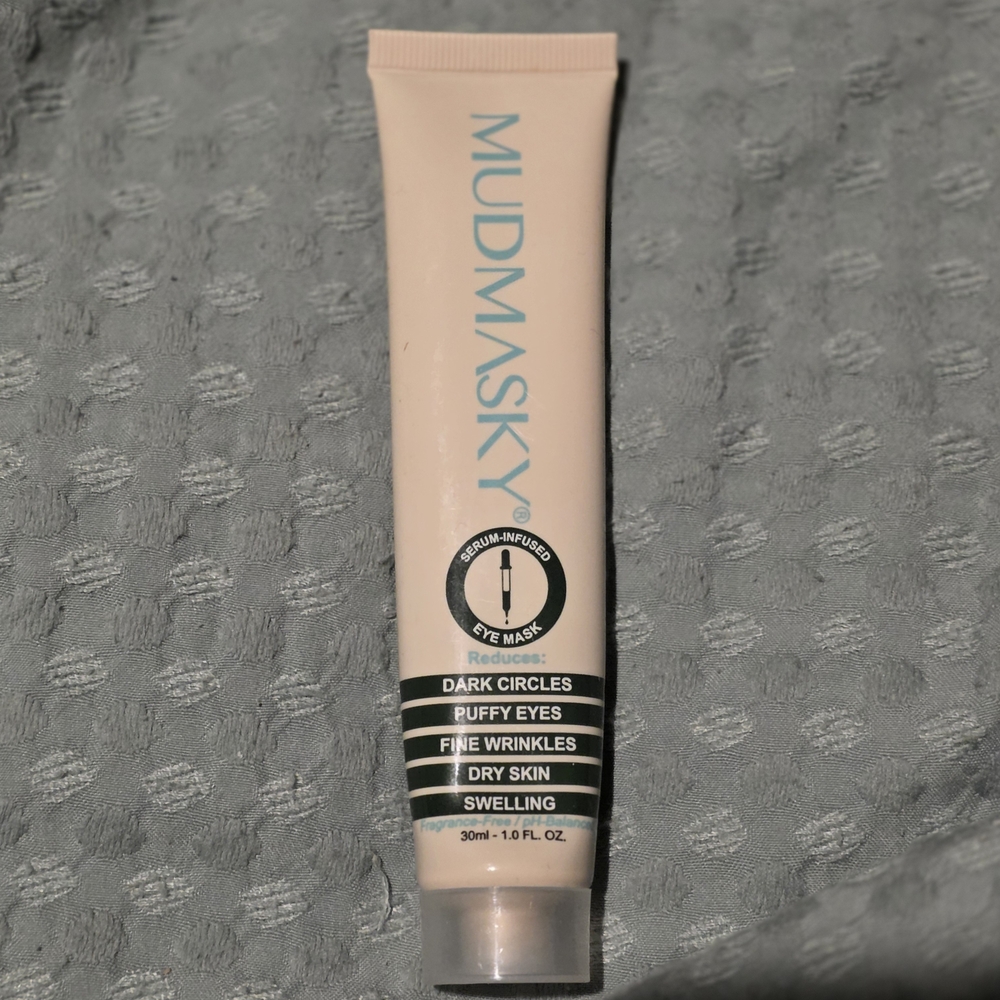 MUDMASKY®
SERUM-INFUSED
EYE MASK
Reduces:
DARK CIRCLES
PUFFY EYES
FINE WRINKLES
DRY SKIN
SWELLING
Fragrance-Free / pH-Balance
30ml - 1.0 FL. OZ.